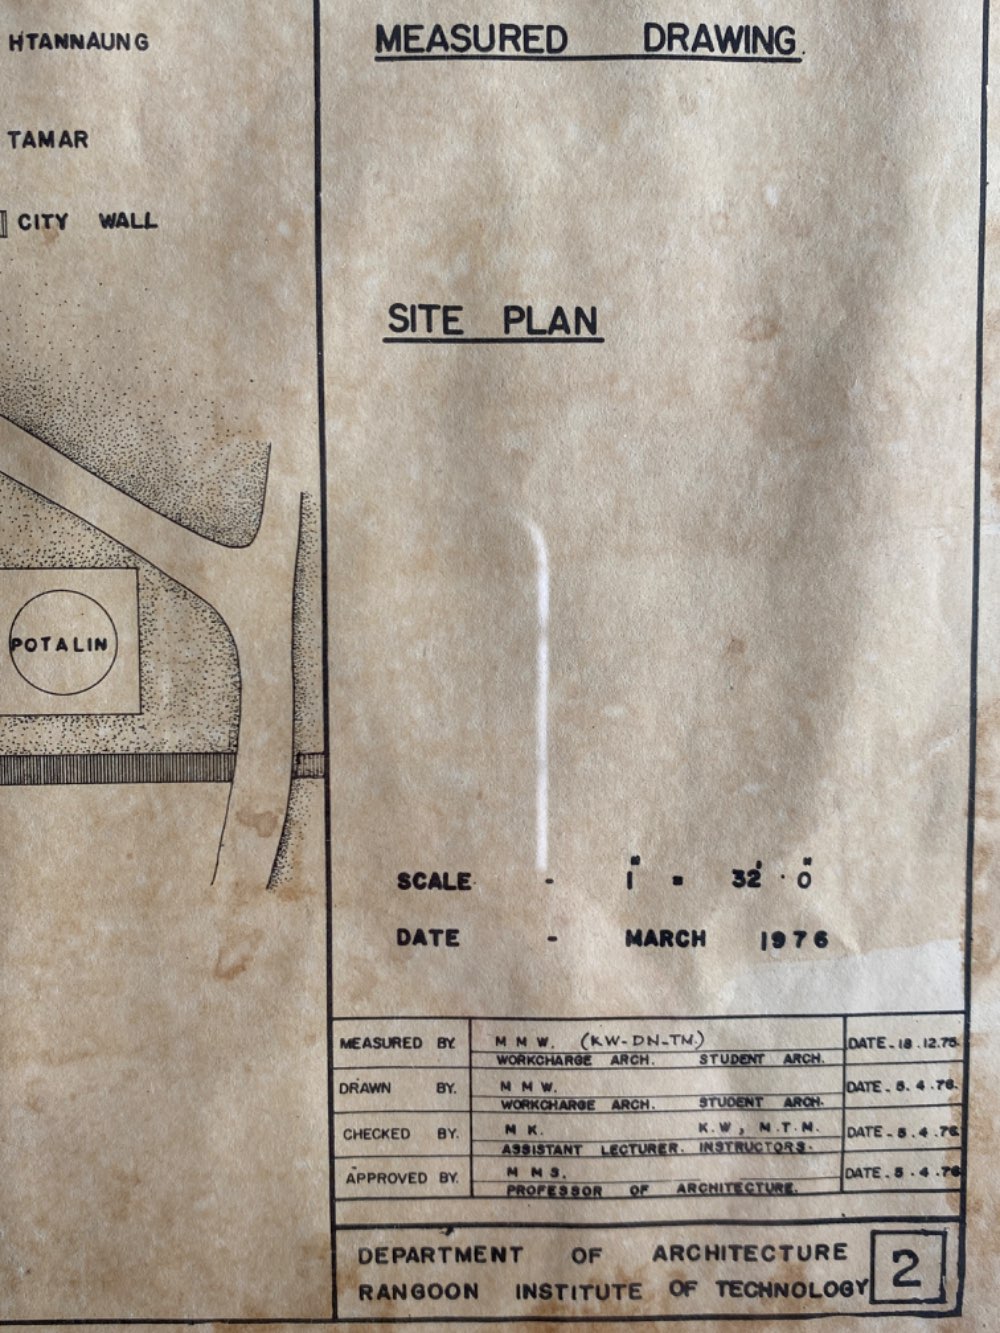 HTANNAUNG
TAMAR
CITY WALL
POTALIN
MEASURED DRAWING.
SITE PLAN
SCALE - 1" = 32'.0"
DATE - MARCH 1976
MEASURED BY. M M W. (KW-DN-TM.) DATE-18.12.75.
WORKCHARGE ARCH. STUDENT ARCH.
DRAWN BY. M M W. DATE-5.4.76.
WORKCHARGE ARCH. STUDENT ARCH.
CHECKED BY. M K. K.W, M.T.M. DATE-5.4.76
ASSISTANT LECTURER. INSTRUCTORS.
APPROVED BY. M M S. DATE.5.4.76
PROFESSOR OF ARCHITECTURE.
DEPARTMENT OF ARCHITECTURE
RANGOON INSTITUTE OF TECHNOLOGY
2